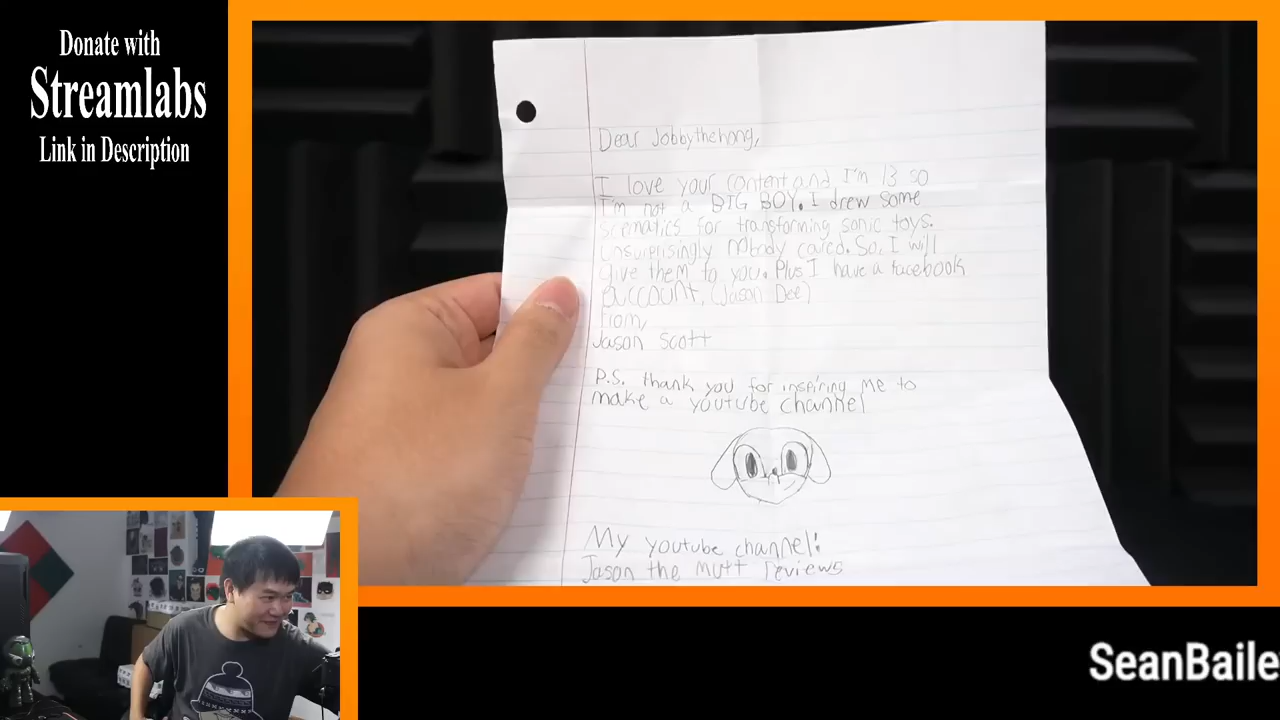 Donate with
Streamlabs
Link in Description
Dear Jobbythehong,
I love your content and I'm 13 so
I'm not a BIG BOY. I drew some
scematics for transforming sonic toys.
unsurprisingly nobody cared. So, I will
give them to you. Plus I have a facebook
account, (Jason Dee)
from,
Jason Scott
P.S. thank you for inspiring me to
make a youtube channel
My youtube channel:
Jason the mutt reviews
SeanBaile